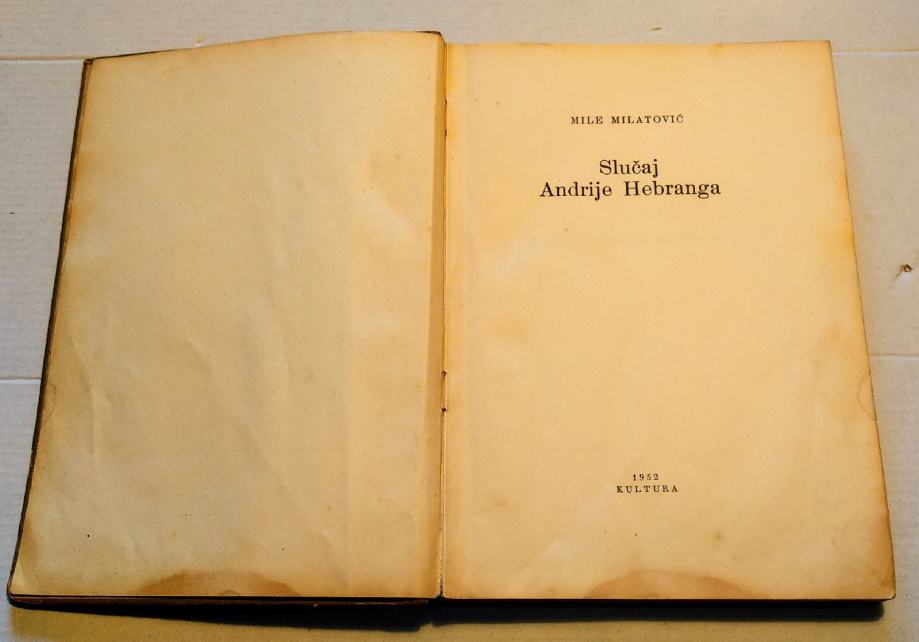 MILE MILATOVIĆ
Slučaj
Andrije Hebranga
1952
KULTURA